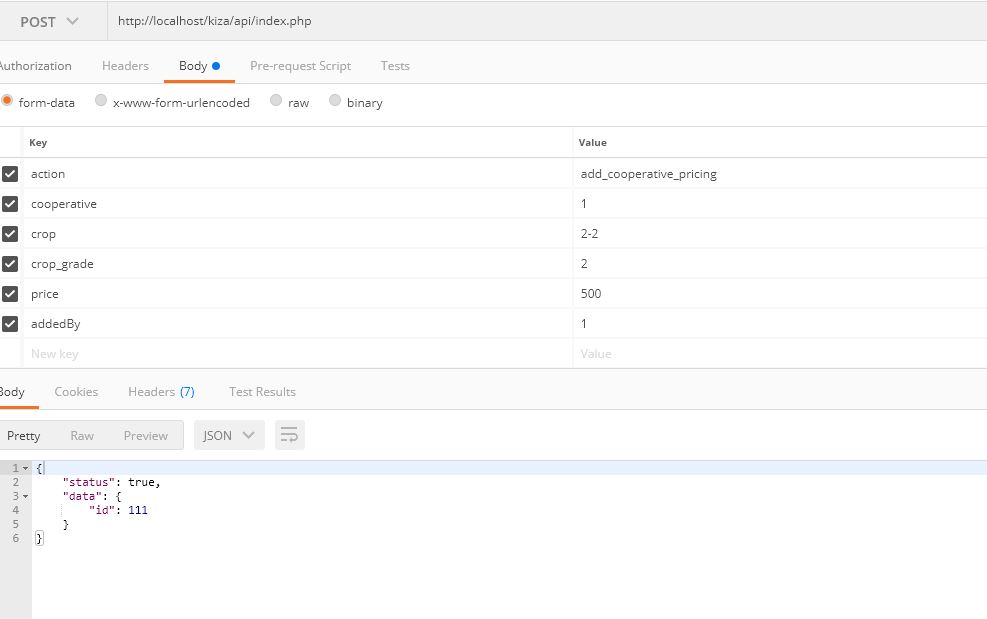 POST http://localhost/kiza/api/index.php
Authorization Headers Body Pre-request Script Tests
form-data x-www-form-urlencoded raw binary
Key Value
action add_cooperative_pricing
cooperative 1
crop 2-2
crop_grade 2
price 500
addedBy 1
New key Value
Body Cookies Headers (7) Test Results
Pretty Raw Preview JSON
1 {
2 "status": true,
3 "data": {
4 "id": 111
5 }
6 }